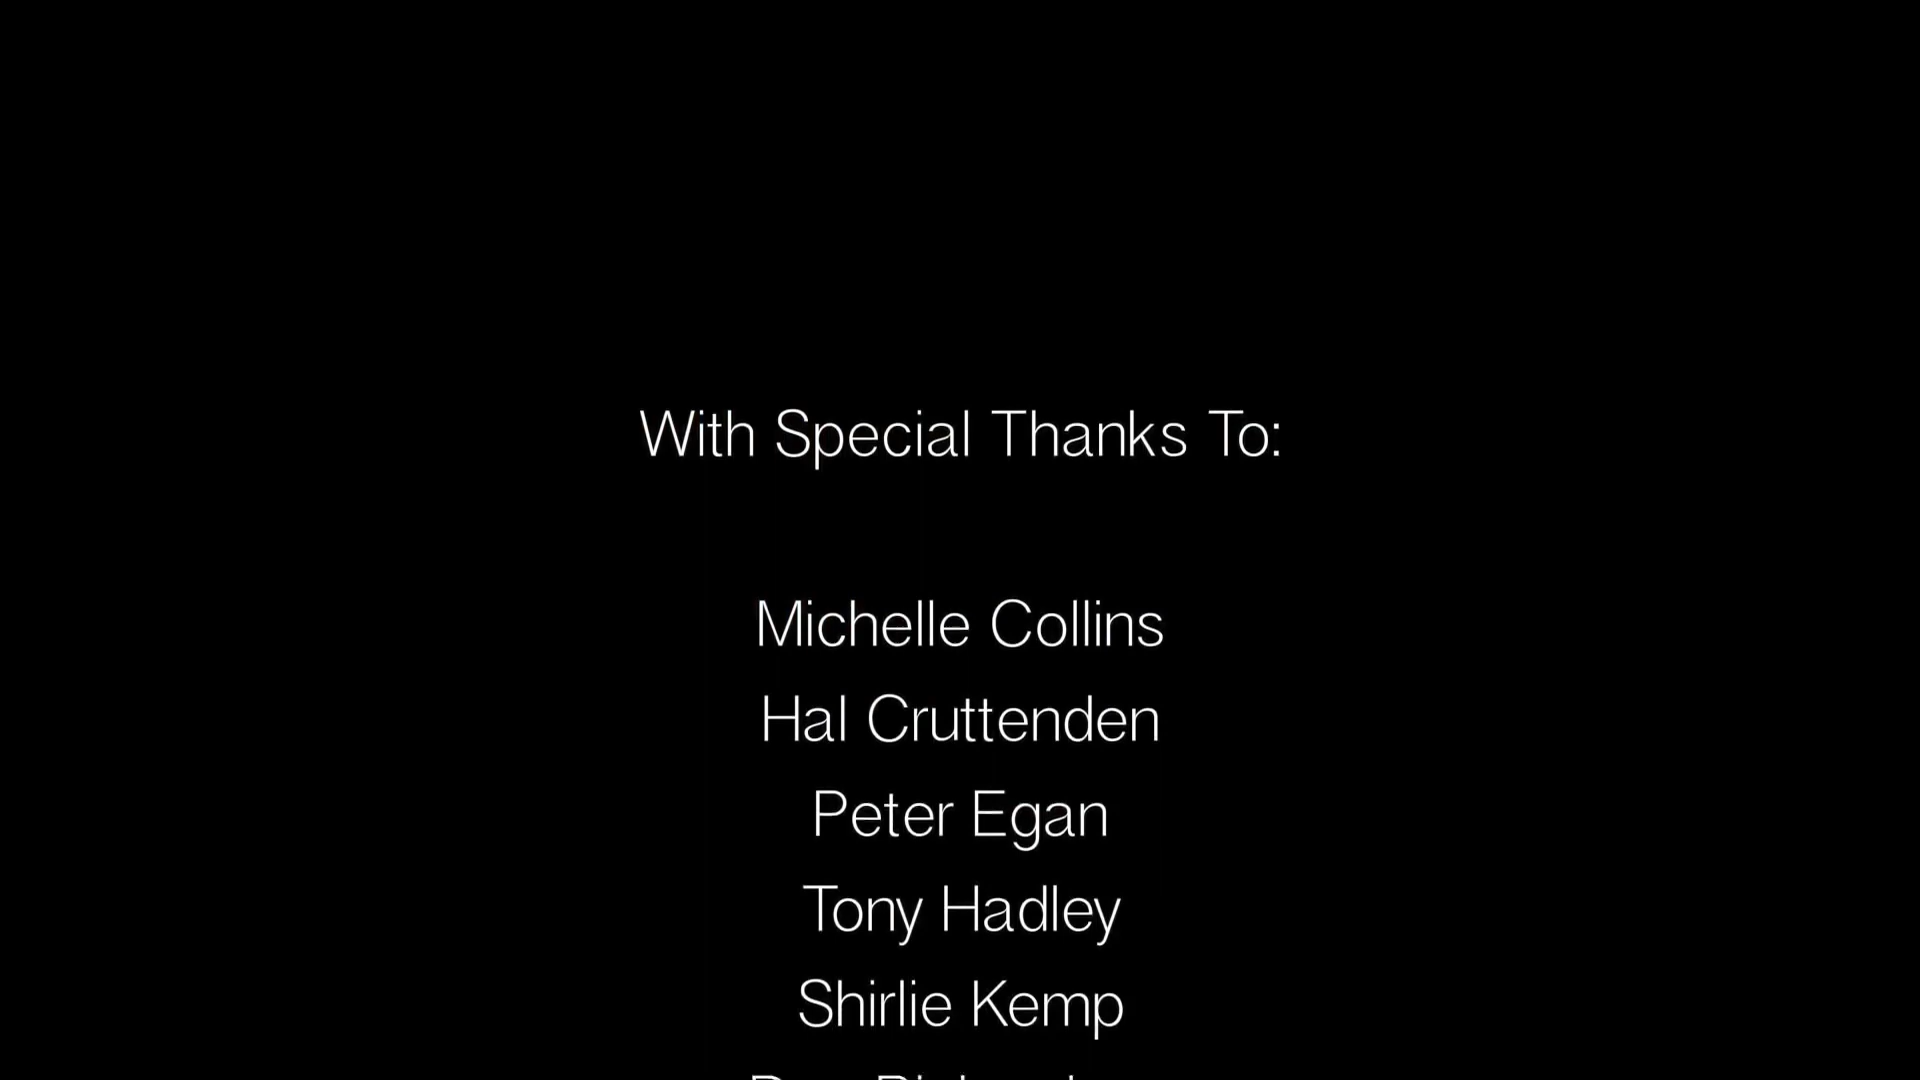 With Special Thanks To:
Michelle Collins
Hal Cruttenden
Peter Egan
Tony Hadley
Shirlie Kemp